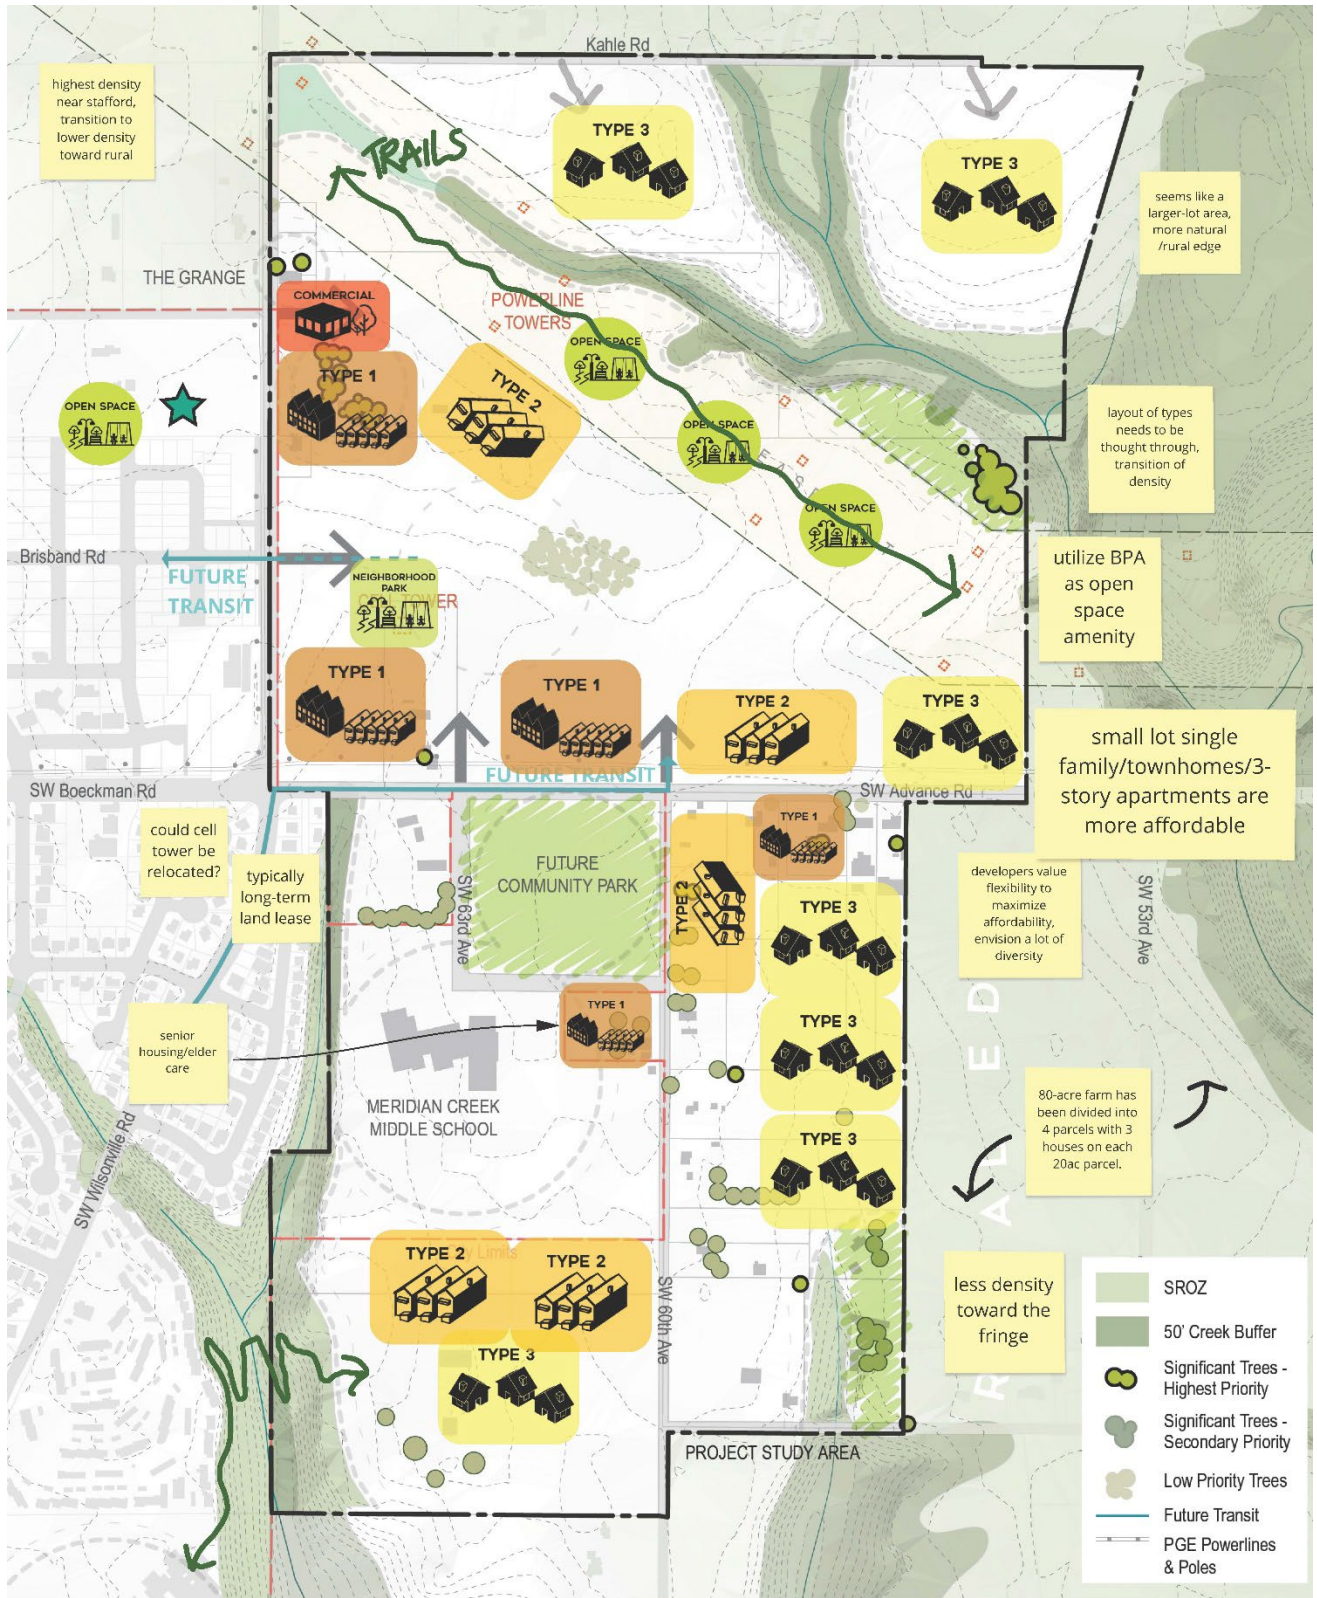 Kahle Rd
highest density
near stafford,
transition to
lower density
toward rural
TRAILS
TYPE 3
TYPE 3
seems like a
larger-lot area,
more natural
/rural edge
THE GRANGE
COMMERCIAL
POWERLINE
TOWERS
OPEN SPACE
TYPE 1
TYPE 2
OPEN SPACE
OPEN SPACE
layout of types
needs to be
thought through,
transition of
density
OPEN SPACE
Brisband Rd
FUTURE
TRANSIT
NEIGHBORHOOD
PARK
CELL TOWER
utilize BPA
as open
space
amenity
TYPE 1
TYPE 1
TYPE 2
TYPE 3
small lot single
family/townhomes/3-
story apartments are
more affordable
FUTURE TRANSIT
SW Boeckman Rd
SW Advance Rd
could cell
tower be
relocated?
typically
long-term
land lease
SW 63rd Ave
FUTURE
COMMUNITY PARK
TYPE 1
TYPE 2
TYPE 3
developers value
flexibility to
maximize
affordability,
envision a lot of
diversity
SW 53rd Ave
senior
housing/elder
care
TYPE 1
TYPE 3
MERIDIAN CREEK
MIDDLE SCHOOL
80-acre farm has
been divided into
4 parcels with 3
houses on each
20ac parcel.
TYPE 3
SW Wilsonville Rd
TYPE 2
TYPE 2
City Limits
TYPE 3
SW 60th Ave
less density
toward the
fringe
PROJECT STUDY AREA
SROZ
50' Creek Buffer
Significant Trees -
Highest Priority
Significant Trees -
Secondary Priority
Low Priority Trees
Future Transit
PGE Powerlines
& Poles